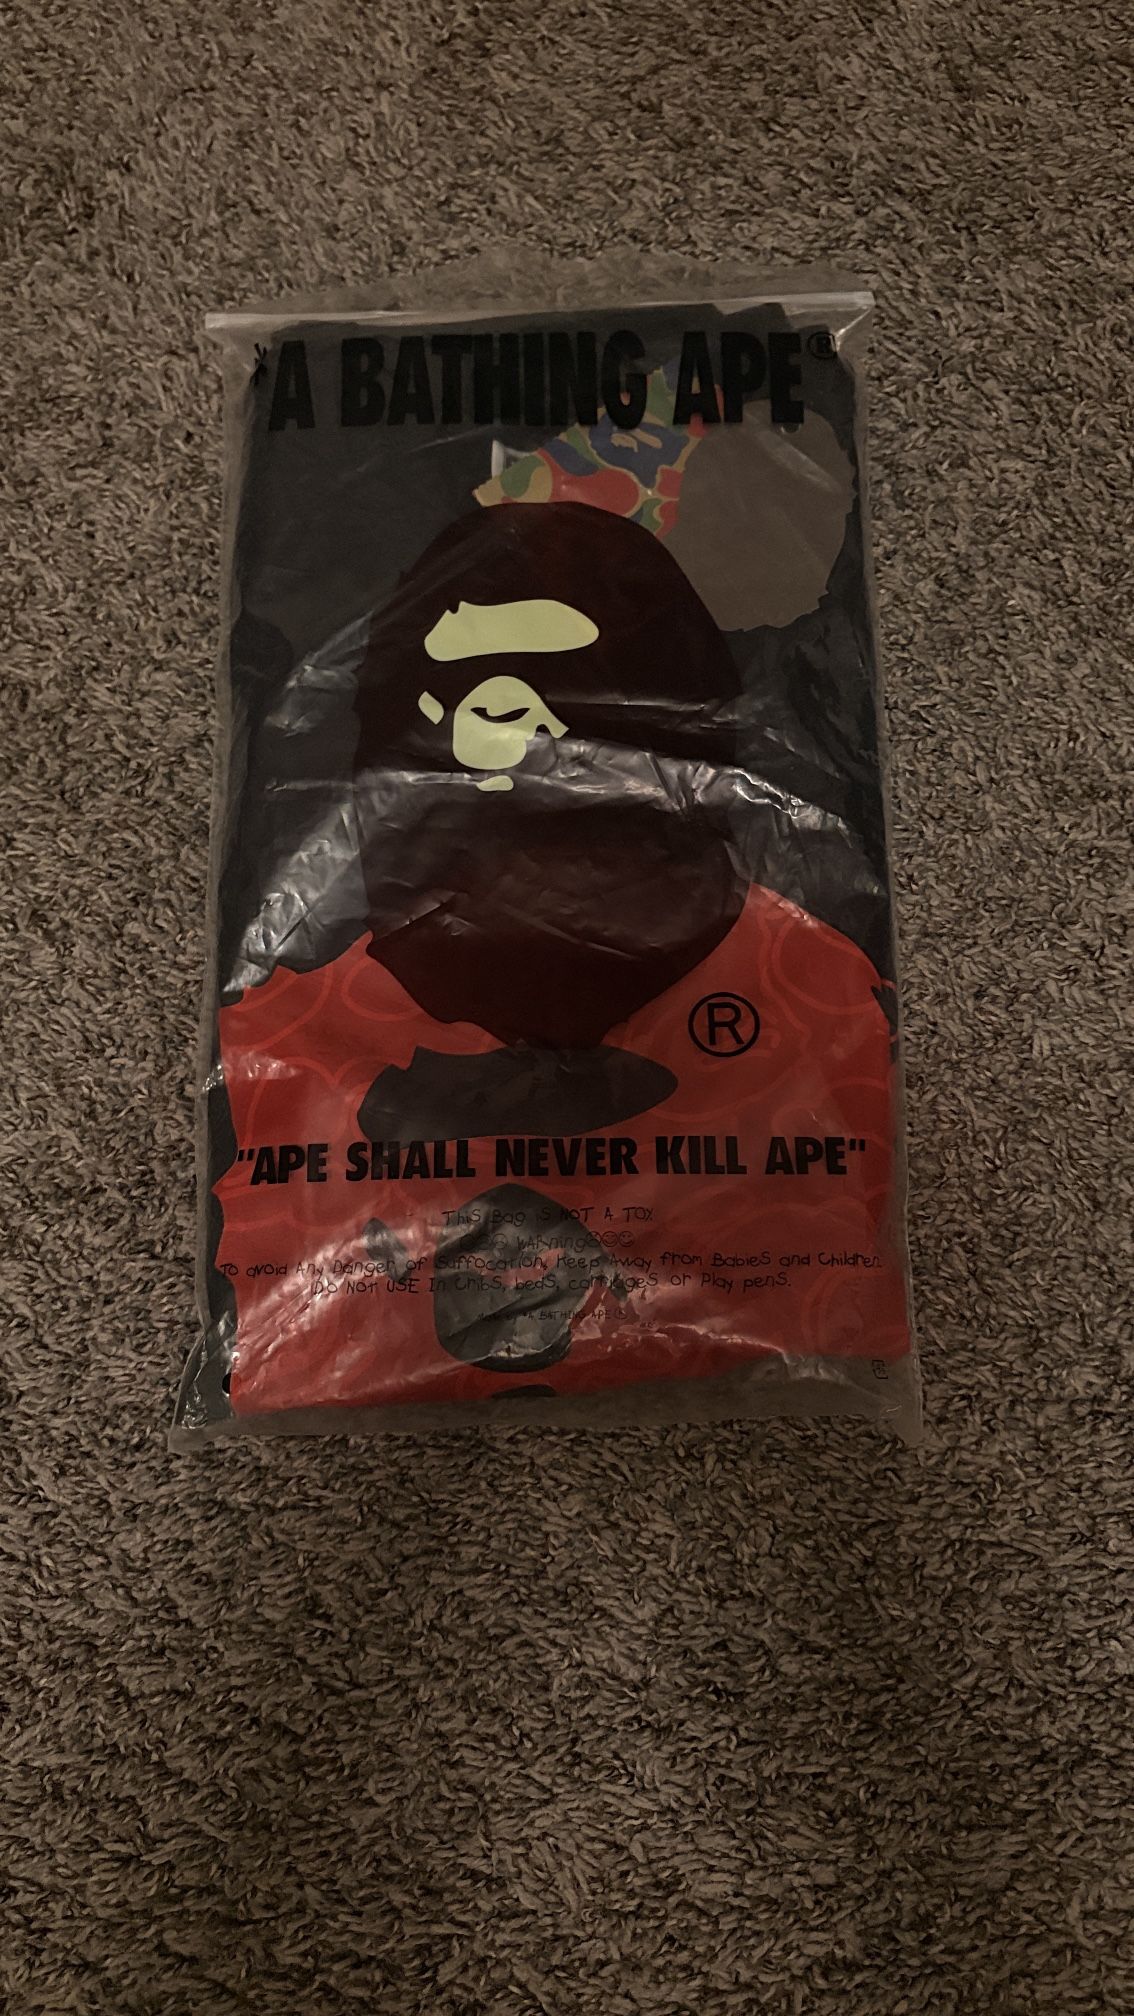 *A BATHING APE®
®
"APE SHALL NEVER KILL APE"
ThiS Bag iS NOT A TOY.
WARning
TO avoid Any Danger of Suffocation, Keep Away from BabieS and Children
DO NOT USE In CribS, bedS, carriageS or Play penS.
A BATHING APE®